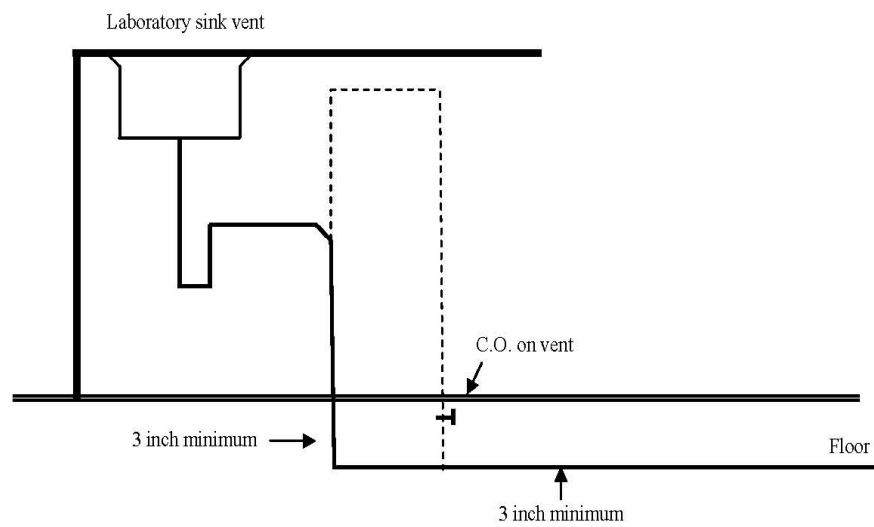 Laboratory sink vent
C.O. on vent
3 inch minimum
Floor
3 inch minimum